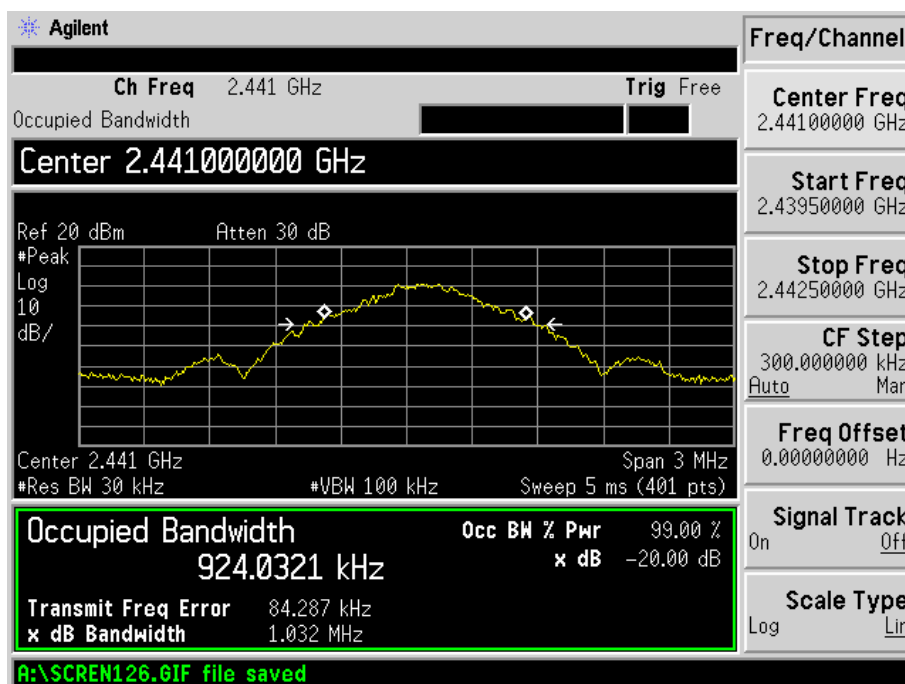 Agilent
Freq/Channel
Ch Freq 2.441 GHz Trig Free
Occupied Bandwidth
Center 2.441000000 GHz
Ref 20 dBm Atten 30 dB
#Peak
Log
10
dB/
Center 2.441 GHz Span 3 MHz
#Res BW 30 kHz #VBW 100 kHz Sweep 5 ms (401 pts)
Occupied Bandwidth Occ BW % Pwr 99.00 %
924.0321 kHz x dB -20.00 dB
Transmit Freq Error 84.287 kHz
x dB Bandwidth 1.032 MHz
A:\SCREN126.GIF file saved
Center Freq
2.44100000 GHz
Start Freq
2.43950000 GHz
Stop Freq
2.44250000 GHz
CF Step
300.000000 kHz
Auto Man
Freq Offset
0.00000000 Hz
Signal Track
On Off
Scale Type
Log Lin